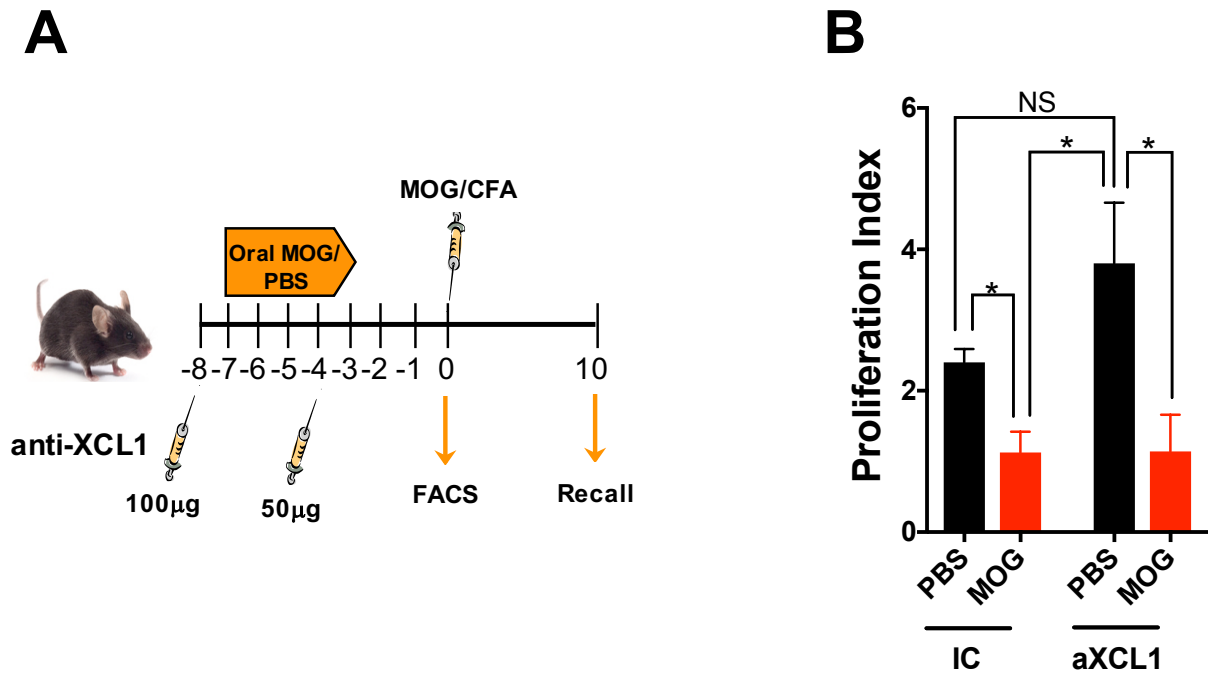 A
MOG/CFA
Oral MOG/
PBS
-8 -7 -6 -5 -4 -3 -2 -1 0 10
anti-XCL1
100μg
50μg
FACS
Recall
B
Proliferation Index
6
4
2
0
NS
*
*
*
PBS
MOG
PBS
MOG
IC
aXCL1